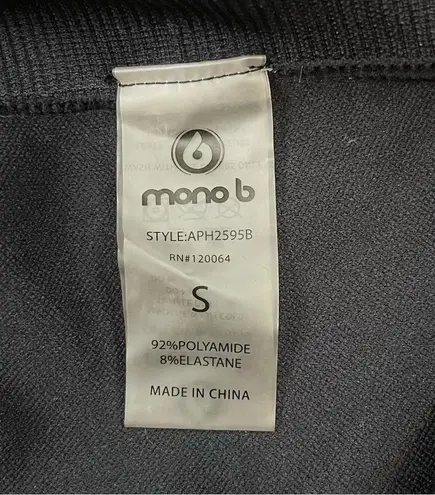 mono b
STYLE:APH2595B
RN#120064
S
92%POLYAMIDE
8%ELASTANE
MADE IN CHINA